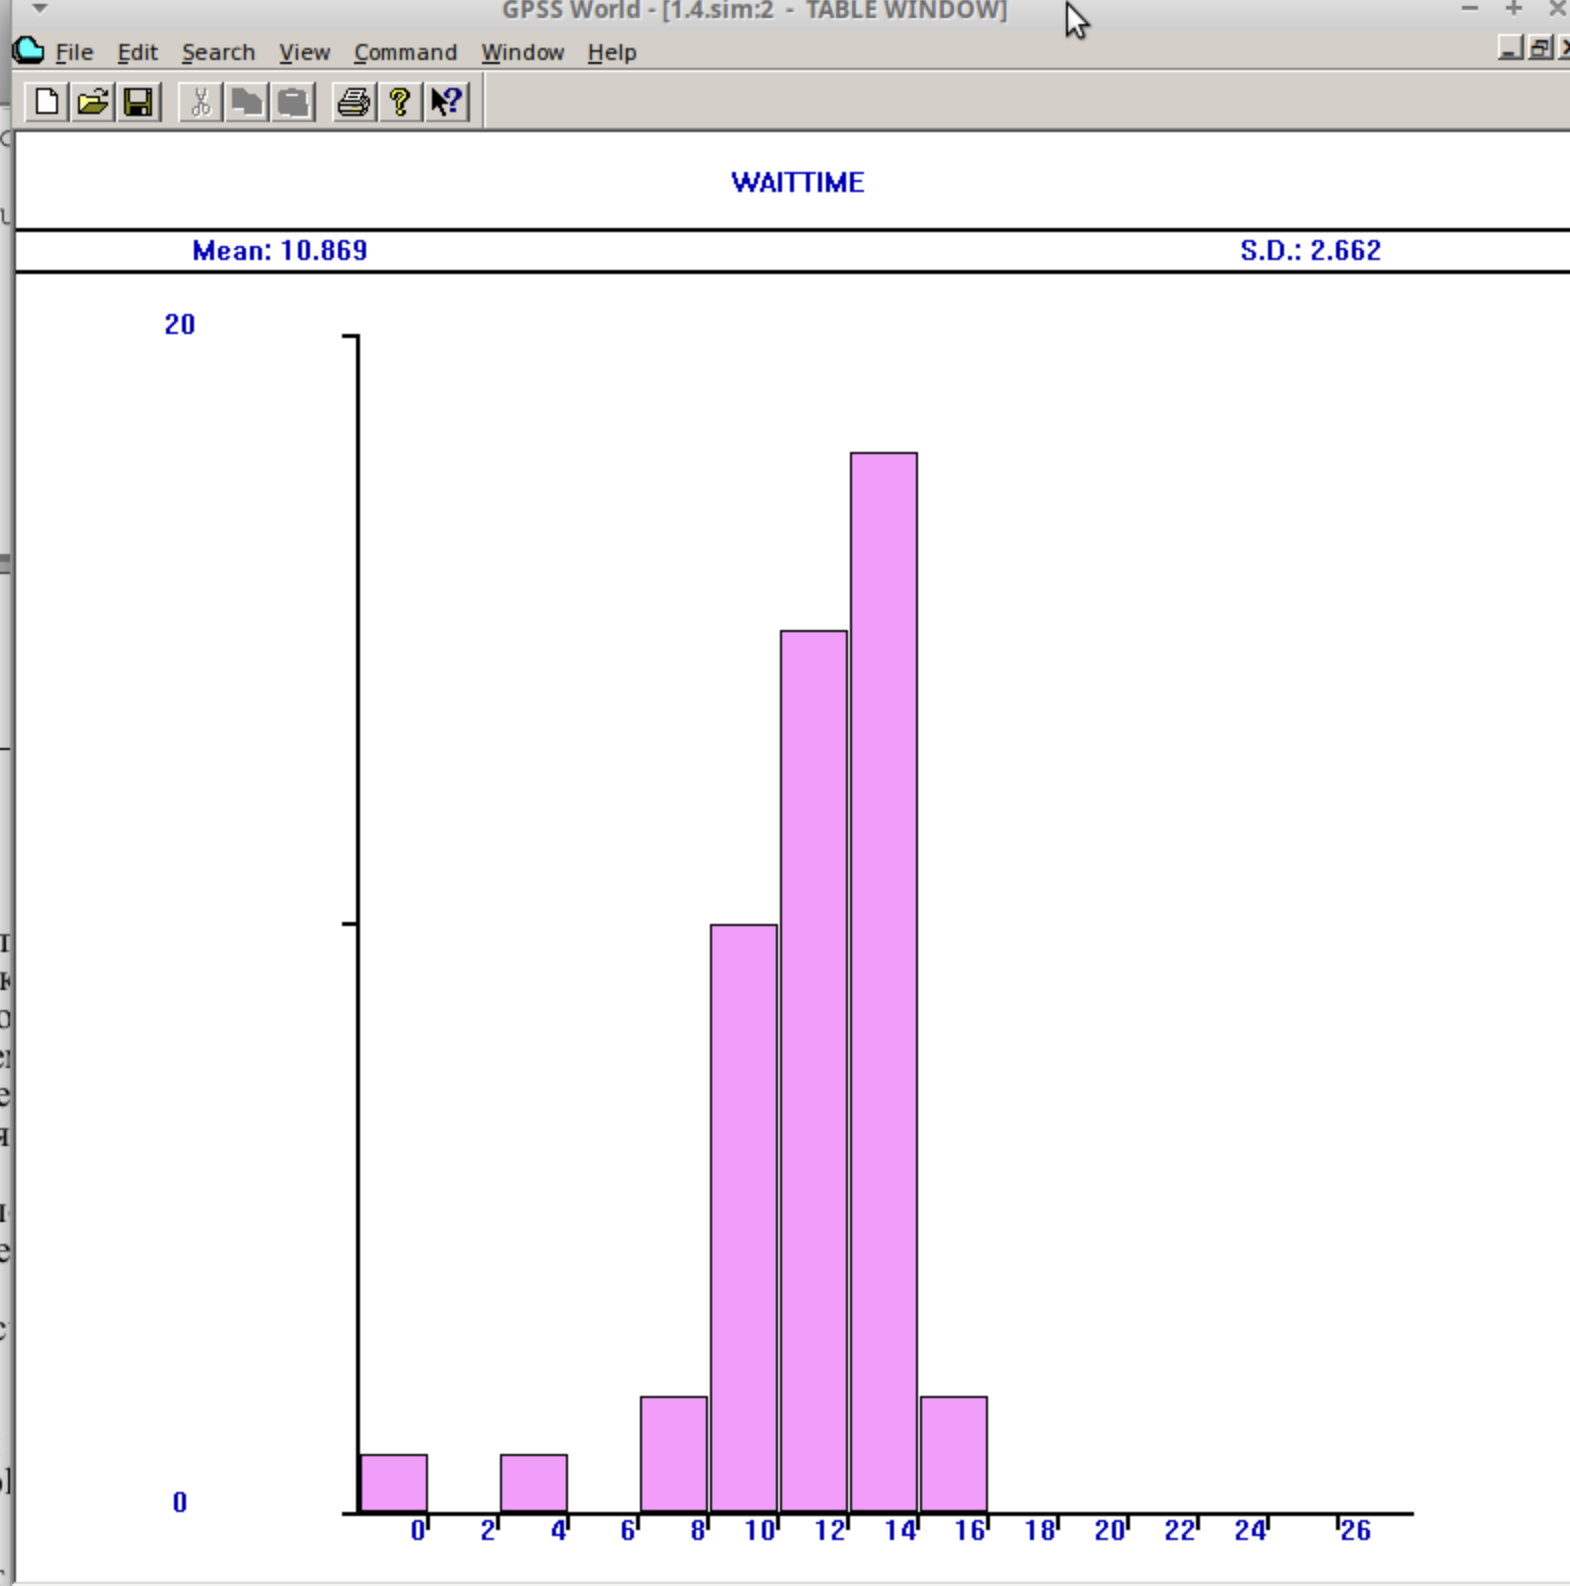 GPSS World - [1.4.sim:2 - TABLE WINDOW]
File Edit Search View Command Window Help
WAITTIME
Mean: 10.869 S.D.: 2.662
20
0
0 2 4 6 8 10 12 14 16 18 20 22 24 26